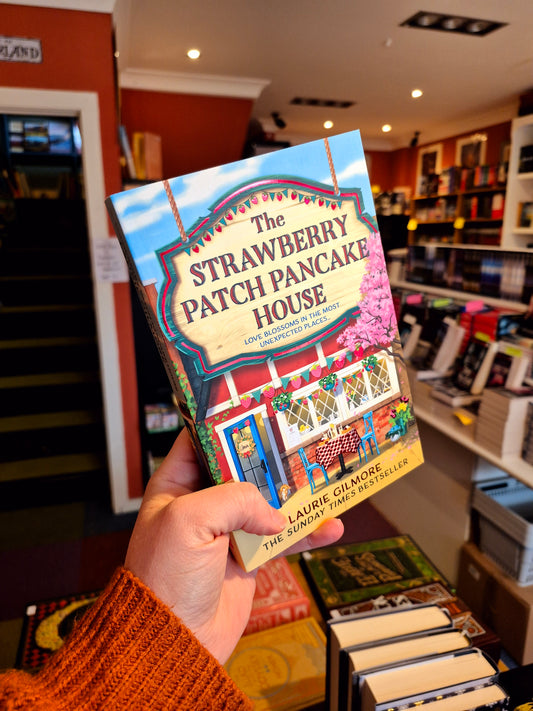 The
STRAWBERRY
PATCH PANCAKE
HOUSE
LOVE BLOSSOMS IN THE MOST
UNEXPECTED PLACES...
LAURIE GILMORE
THE SUNDAY TIMES BESTSELLER